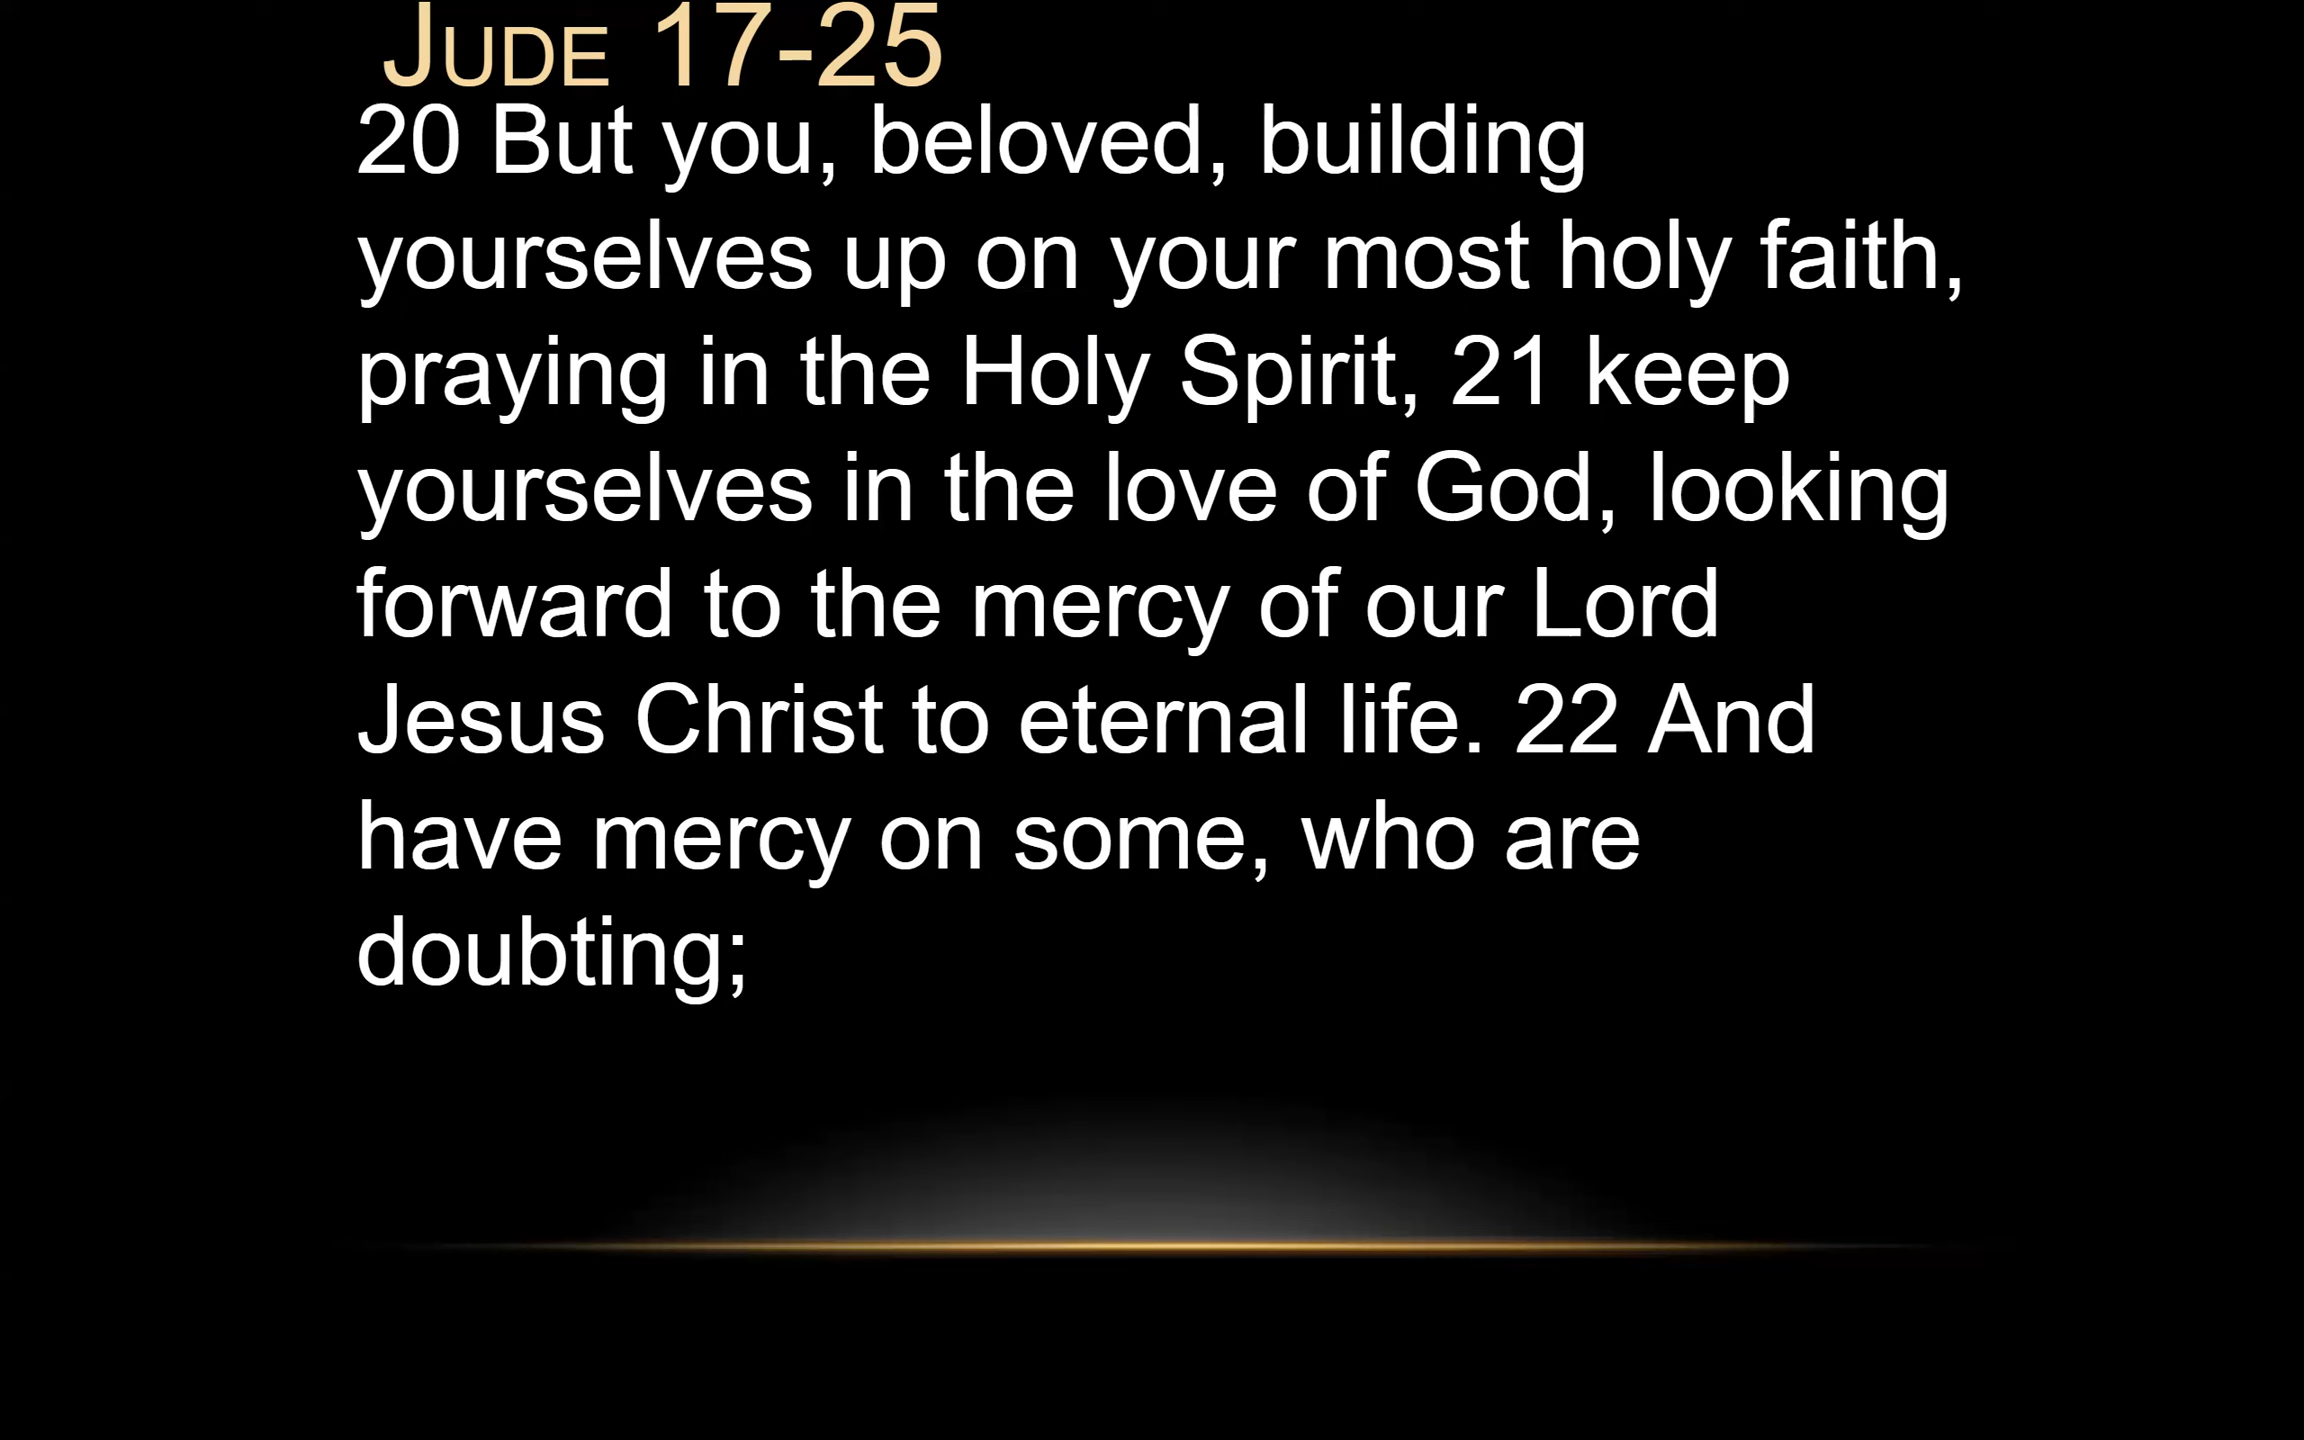 Jude 17-25
20 But you, beloved, building
yourselves up on your most holy faith,
praying in the Holy Spirit, 21 keep
yourselves in the love of God, looking
forward to the mercy of our Lord
Jesus Christ to eternal life. 22 And
have mercy on some, who are
doubting;